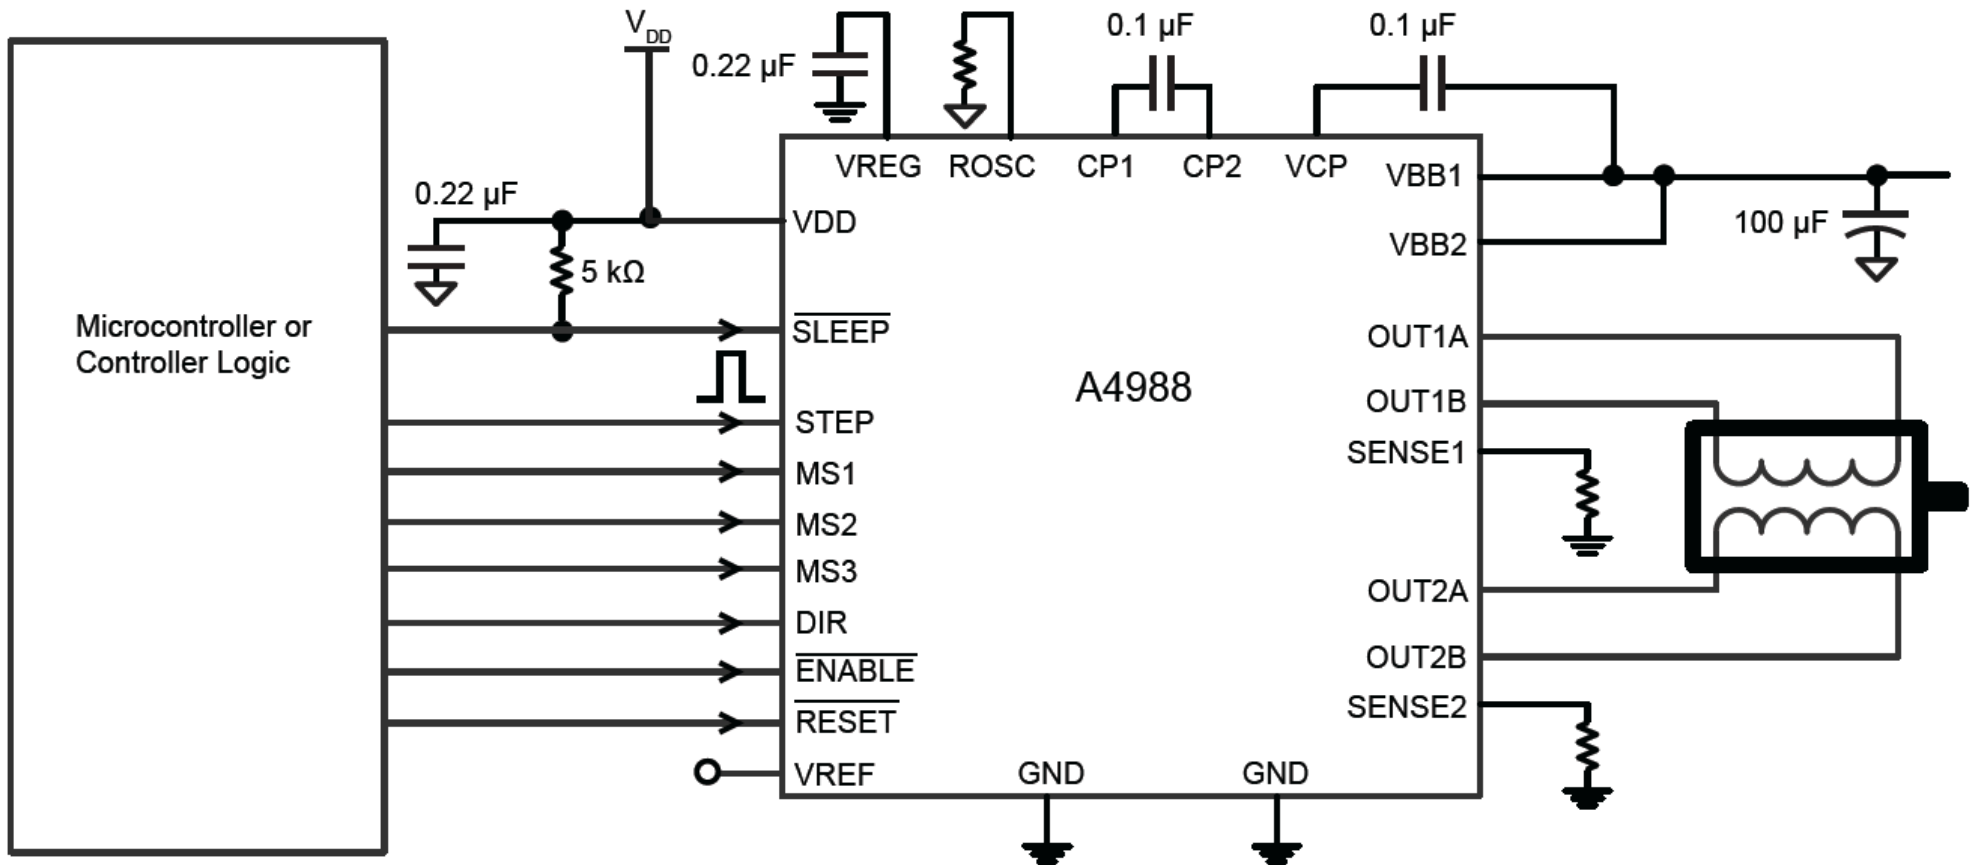 V_DD
0.22 µF
0.1 µF
0.1 µF
VREG
ROSC
CP1
CP2
VCP
VBB1
0.22 µF
VDD
100 µF
VBB2
5 kΩ
Microcontroller or
Controller Logic
SLEEP
OUT1A
A4988
OUT1B
STEP
SENSE1
MS1
MS2
MS3
OUT2A
DIR
OUT2B
ENABLE
SENSE2
RESET
VREF
GND
GND